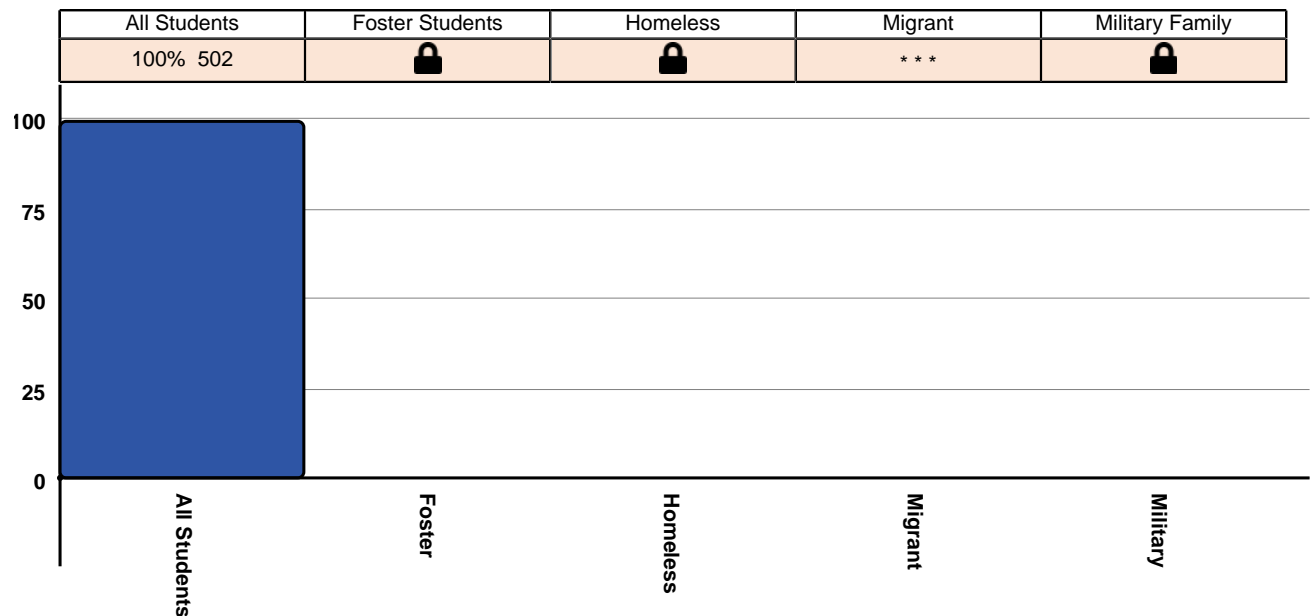 All Students Foster Students Homeless Migrant Military Family
100% 502 * * *
100
75
50
25
0
All Students Foster Homeless Migrant Military